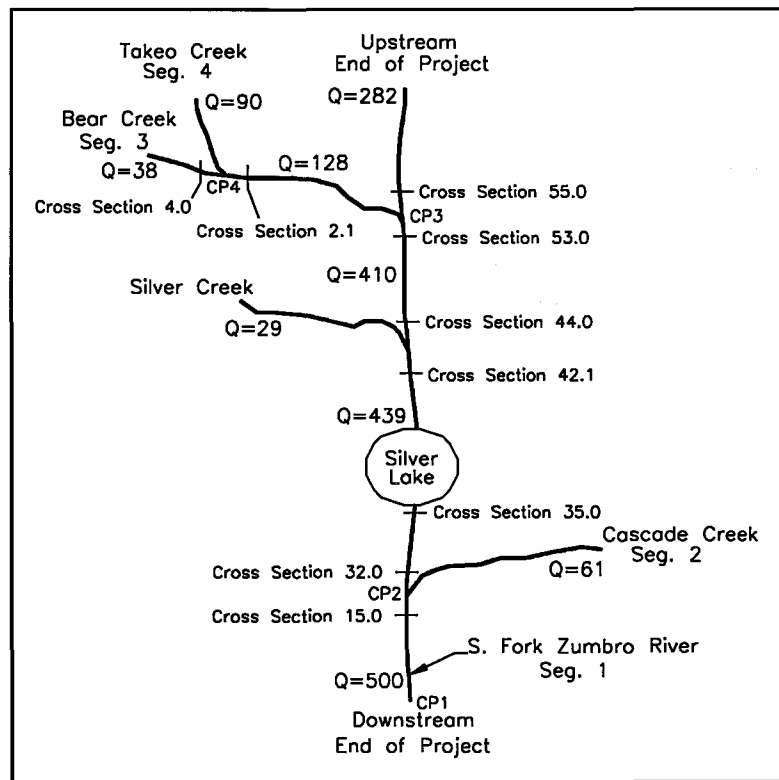 Takeo Creek
Seg. 4
Upstream
End of Project
Q=90
Q=282
Bear Creek
Seg. 3
Q=128
Q=38
CP4
Cross Section 55.0
Cross Section 4.0
CP3
Cross Section 2.1
Cross Section 53.0
Q=410
Silver Creek
Cross Section 44.0
Q=29
Cross Section 42.1
Q=439
Silver
Lake
Cross Section 35.0
Cascade Creek
Seg. 2
Cross Section 32.0
Q=61
CP2
Cross Section 15.0
S. Fork Zumbro River
Seg. 1
Q=500
CP1
Downstream
End of Project